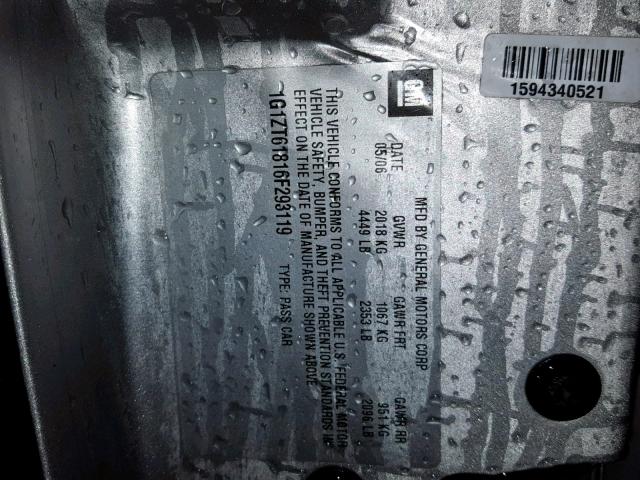 1594340521
GM
MFD BY GENERAL MOTORS CORP
DATE GVWR GAWR FRT GAWR RR
05/06 2018 KG 1067 KG 951 KG
4449 LB 2353 LB 2096 LB
THIS VEHICLE CONFORMS TO ALL APPLICABLE U.S. FEDERAL MOTOR
VEHICLE SAFETY, BUMPER, AND THEFT PREVENTION STANDARDS IN
EFFECT ON THE DATE OF MANUFACTURE SHOWN ABOVE
1G1ZT61816F293119 TYPE: PASS CAR